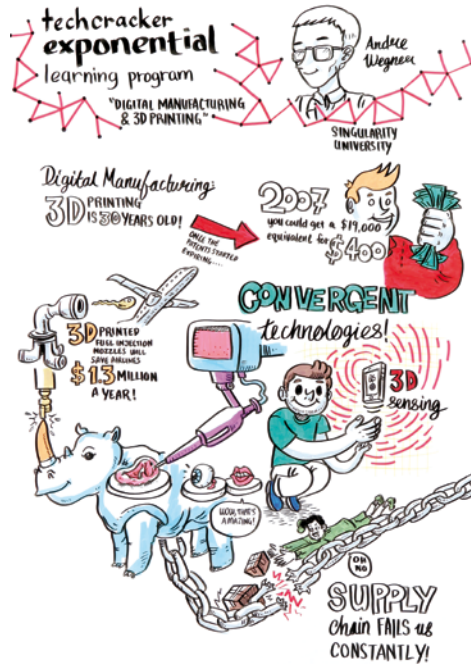 techcracker
exponential
learning program
"DIGITAL MANUFACTURING
& 3D PRINTING"
Andre
Wegner
SINGULARITY
UNIVERSITY
Digital Manufacturing:
3D PRINTING
IS 30 YEARS OLD!
ONCE THE
PATENTS STARTED
EXPIRING....
2007
you could get a $19,000
equivalent for
$400
CONVERGENT
technologies!
3D PRINTED
FUEL INJECTION
NOZZLES WILL
SAVE AIRLINES
$1.3 MILLION
A YEAR!
3D
sensing
WOW, THAT'S
AMAZING!
OH
NO
SUPPLY
chain FAILS us
CONSTANTLY!